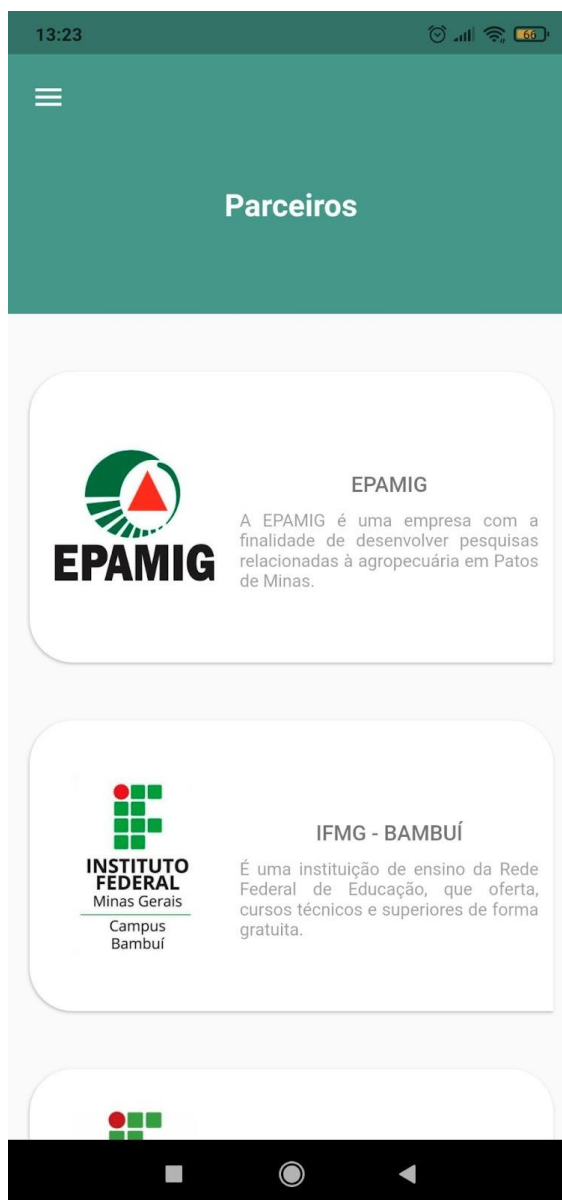 13:23
66
Parceiros
EPAMIG
EPAMIG
A EPAMIG é uma empresa com a
finalidade de desenvolver pesquisas
relacionadas à agropecuária em Patos
de Minas.
INSTITUTO
FEDERAL
Minas Gerais
Campus
Bambuí
IFMG - BAMBUÍ
É uma instituição de ensino da Rede
Federal de Educação, que oferta,
cursos técnicos e superiores de forma
gratuita.